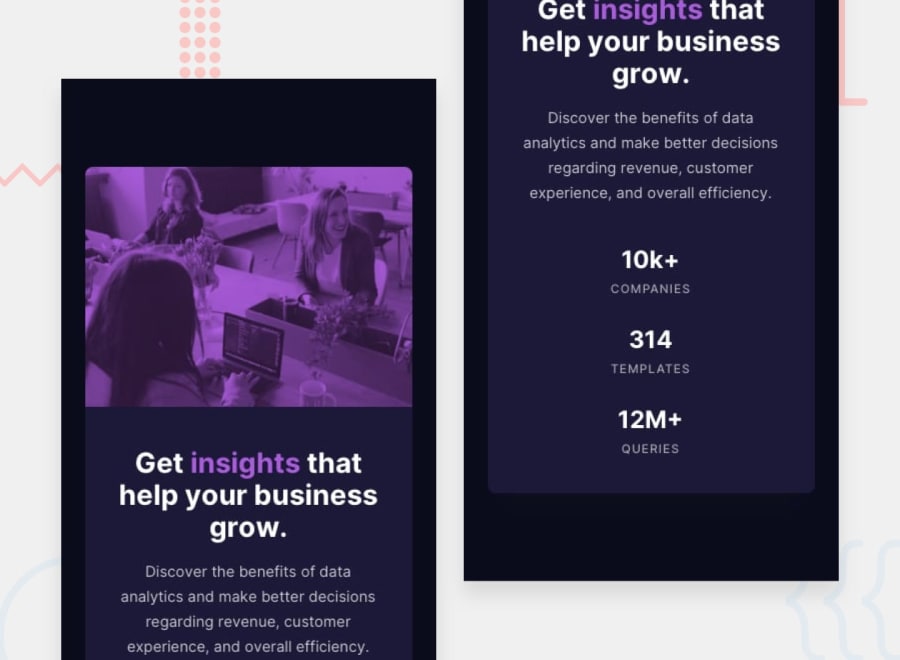 Get insights that
help your business
grow.
Discover the benefits of data
analytics and make better decisions
regarding revenue, customer
experience, and overall efficiency.
Get insights that
help your business
grow.
Discover the benefits of data
analytics and make better decisions
regarding revenue, customer
experience, and overall efficiency.
10k+
COMPANIES
314
TEMPLATES
12M+
QUERIES